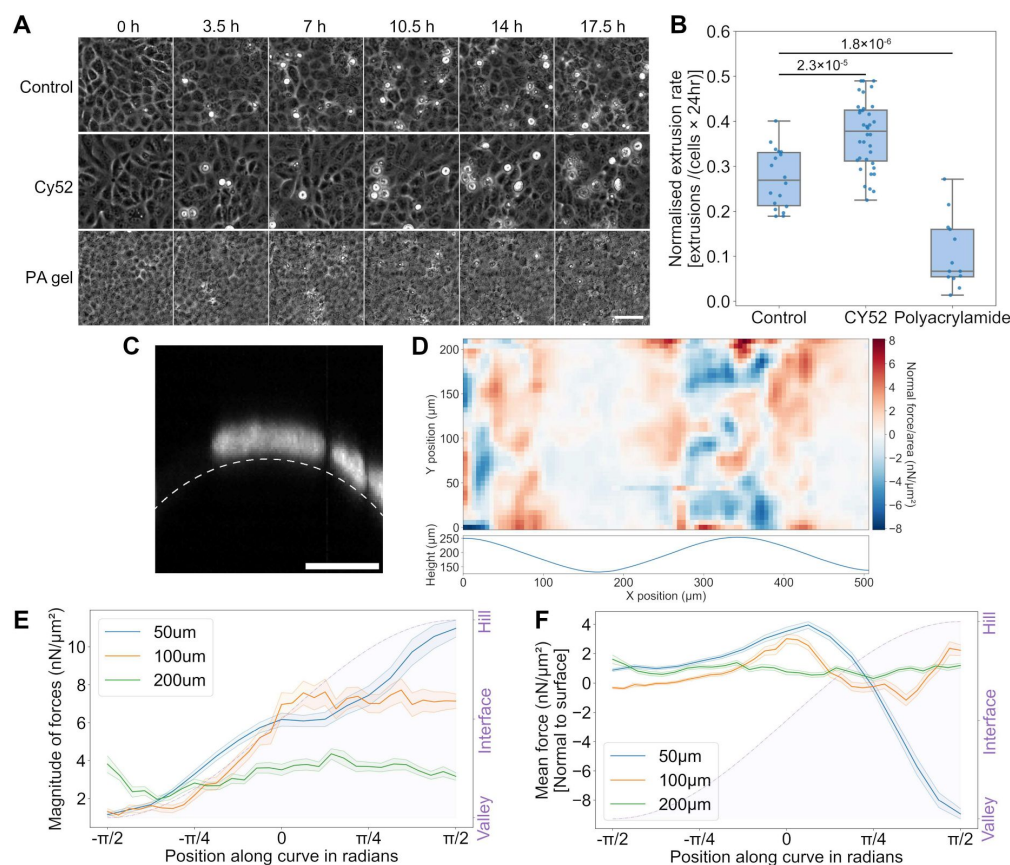 A
0 h 3.5 h 7 h 10.5 h 14 h 17.5 h
Control
Cy52
PA gel
B
1.8×10⁻⁶
2.3×10⁻⁵
Normalised extrusion rate
[extrusions /(cells × 24hr)]
0.6
0.5
0.4
0.3
0.2
0.1
0.0
Control CY52 Polyacrylamide
C
D
Y position (µm)
200
150
100
50
0
8
6
4
2
0
−2
−4
−6
−8
Normal force/area (nN/µm²)
Height (µm)
250
200
150
0 100 200 300 400 500
X position (µm)
E
Magnitude of forces (nN/µm²)
10
8
6
4
2
50um
100um
200um
Hill
Interface
Valley
-π/2 -π/4 0 π/4 π/2
Position along curve in radians
F
Mean force (nN/µm²)
[Normal to surface]
4
2
0
−2
−4
−6
−8
50µm
100µm
200µm
Hill
Interface
Valley
-π/2 -π/4 0 π/4 π/2
Position along curve in radians